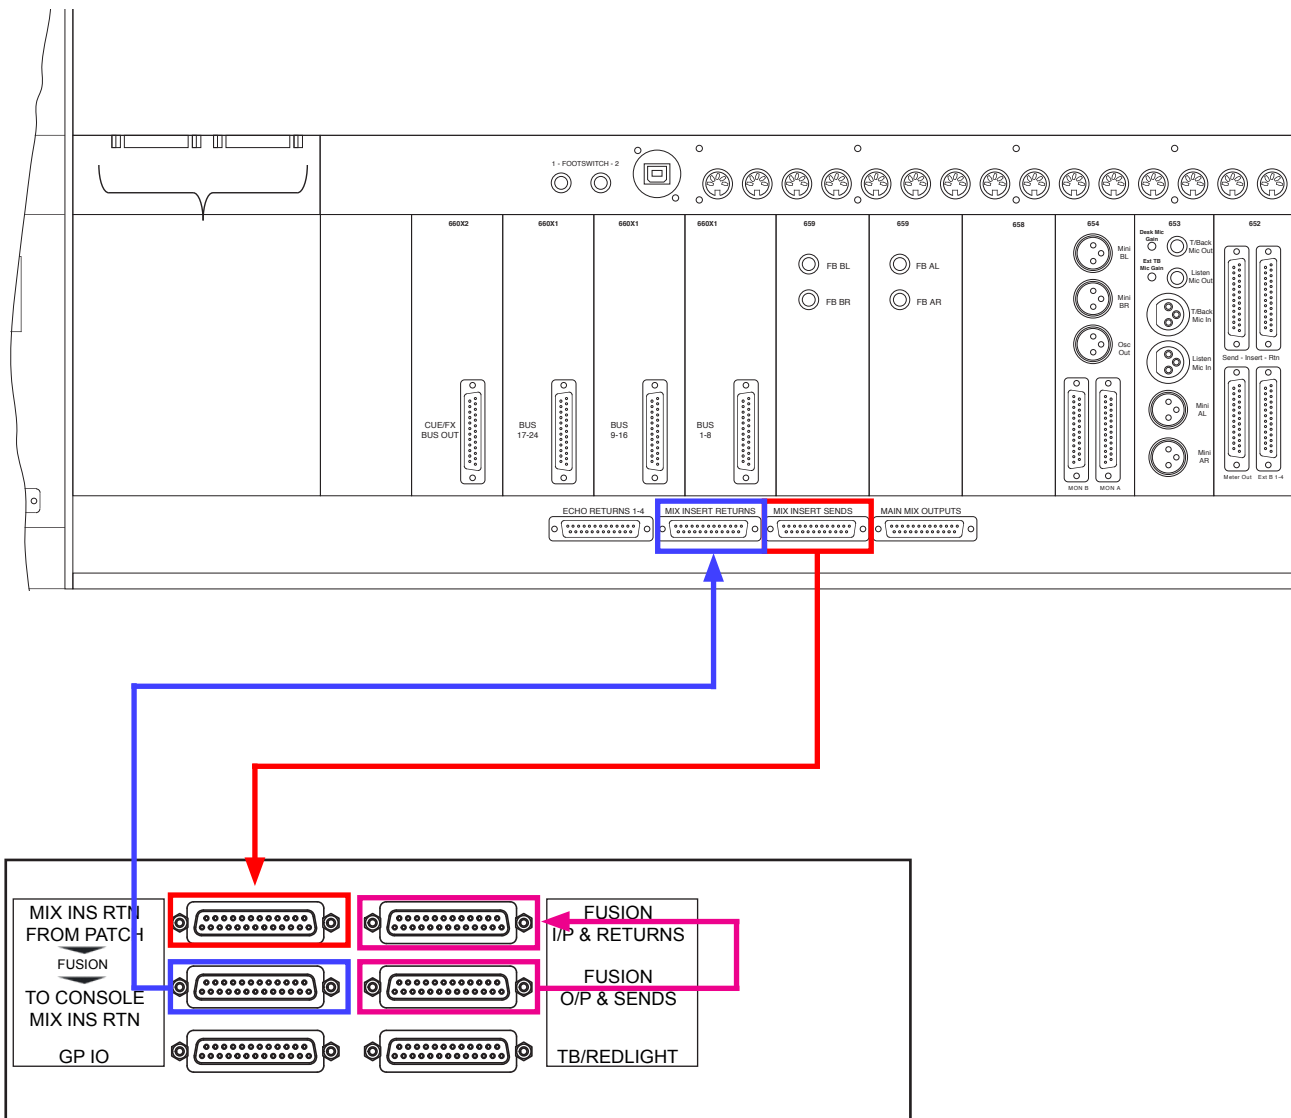 1 - FOOTSWITCH - 2
660X2
660X1
660X1
660X1
659
659
658
654
653
652
FB BL
FB BR
FB AL
FB AR
Mini
BL
Mini
BR
Osc
Out
Desk Mic
Gain
Ext TB
Mic Gain
T/Back
Mic Out
Listen
Mic Out
T/Back
Mic In
Listen
Mic In
Mini
AL
Mini
AR
Send - Insert - Rtn
Meter Out
Ext B 1-4
CUE/FX
BUS OUT
BUS
17-24
BUS
9-16
BUS
1-8
MON B
MON A
ECHO RETURNS 1-4
MIX INSERT RETURNS
MIX INSERT SENDS
MAIN MIX OUTPUTS
MIX INS RTN
FROM PATCH
FUSION
TO CONSOLE
MIX INS RTN
GP IO
FUSION
I/P & RETURNS
FUSION
O/P & SENDS
TB/REDLIGHT